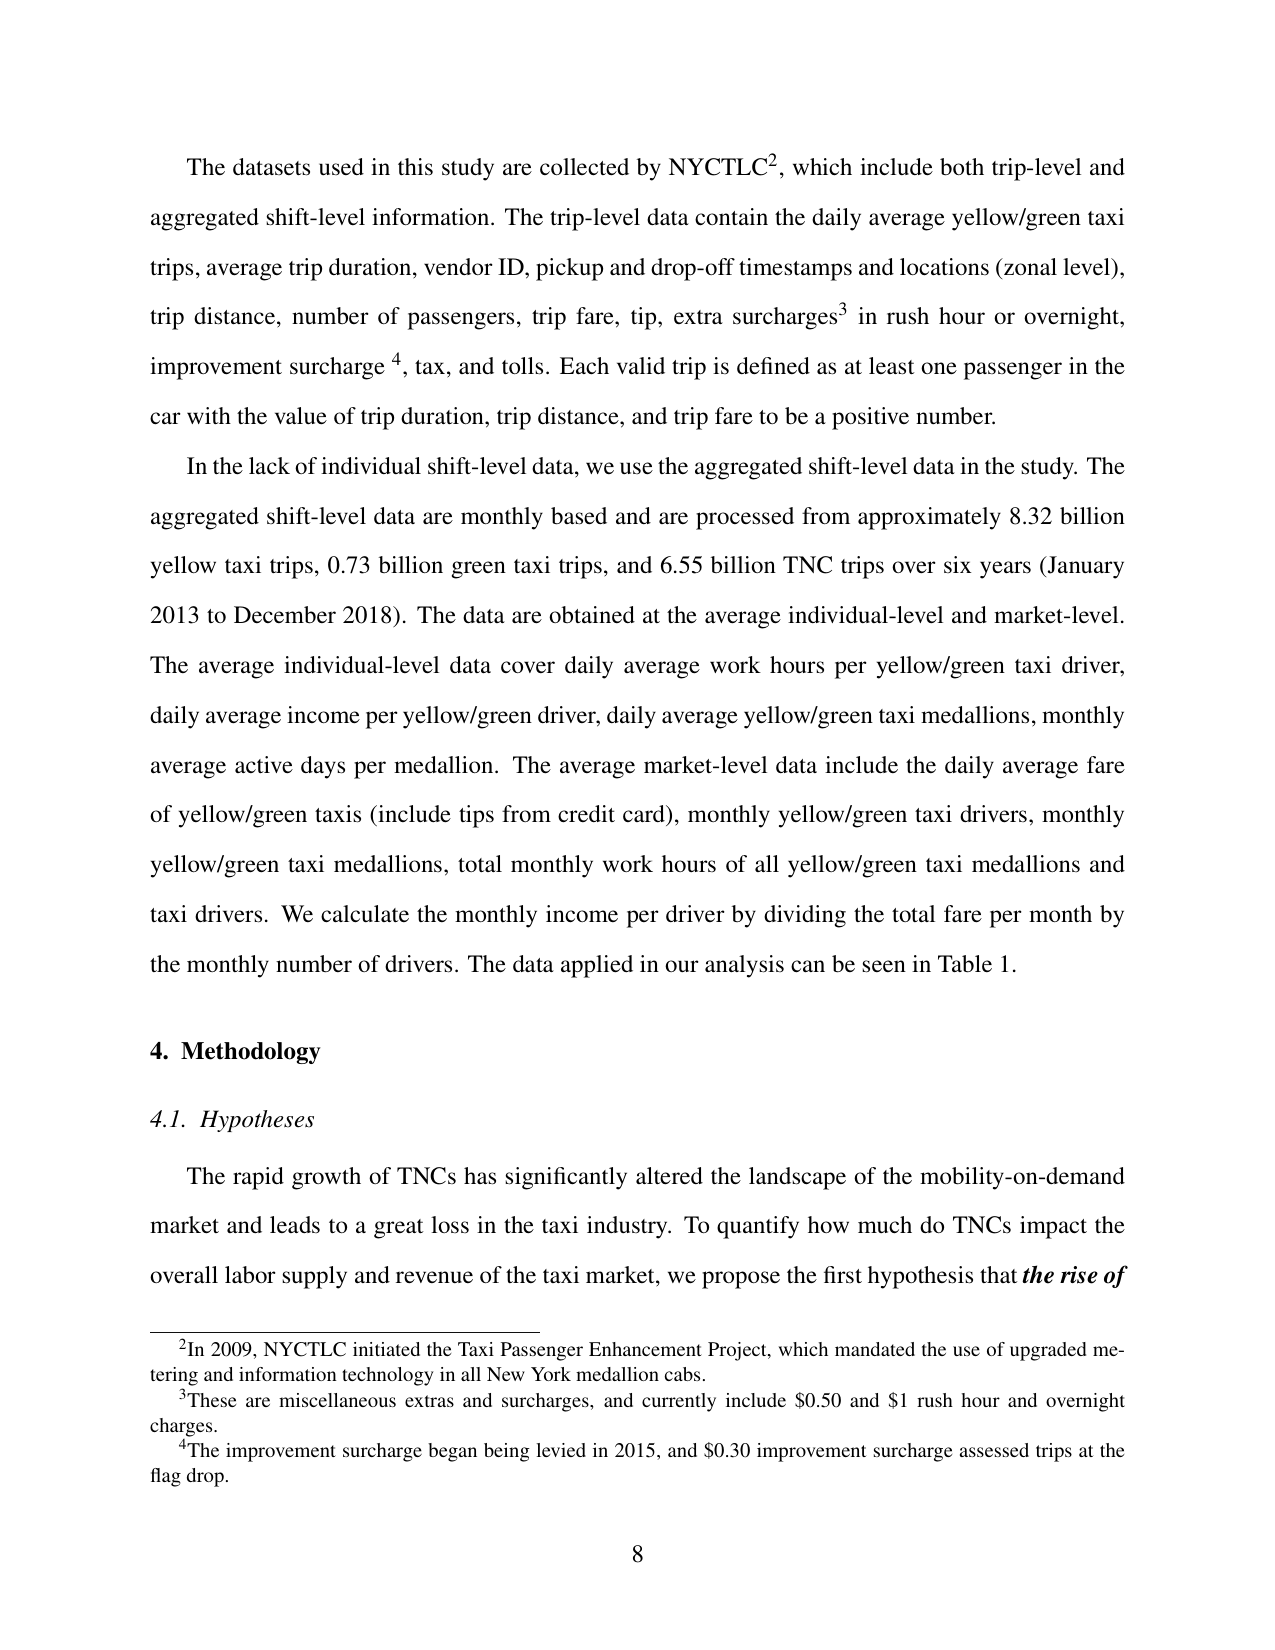 The datasets used in this study are collected by NYCTLC2, which include both trip-level and
aggregated shift-level information. The trip-level data contain the daily average yellow/green taxi
trips, average trip duration, vendor ID, pickup and drop-off timestamps and locations (zonal level),
trip distance, number of passengers, trip fare, tip, extra surcharges3 in rush hour or overnight,
improvement surcharge 4, tax, and tolls. Each valid trip is defined as at least one passenger in the
car with the value of trip duration, trip distance, and trip fare to be a positive number.
In the lack of individual shift-level data, we use the aggregated shift-level data in the study. The
aggregated shift-level data are monthly based and are processed from approximately 8.32 billion
yellow taxi trips, 0.73 billion green taxi trips, and 6.55 billion TNC trips over six years (January
2013 to December 2018). The data are obtained at the average individual-level and market-level.
The average individual-level data cover daily average work hours per yellow/green taxi driver,
daily average income per yellow/green driver, daily average yellow/green taxi medallions, monthly
average active days per medallion. The average market-level data include the daily average fare
of yellow/green taxis (include tips from credit card), monthly yellow/green taxi drivers, monthly
yellow/green taxi medallions, total monthly work hours of all yellow/green taxi medallions and
taxi drivers. We calculate the monthly income per driver by dividing the total fare per month by
the monthly number of drivers. The data applied in our analysis can be seen in Table 1.
4. Methodology
4.1. Hypotheses
The rapid growth of TNCs has significantly altered the landscape of the mobility-on-demand
market and leads to a great loss in the taxi industry. To quantify how much do TNCs impact the
overall labor supply and revenue of the taxi market, we propose the first hypothesis that the rise of
2In 2009, NYCTLC initiated the Taxi Passenger Enhancement Project, which mandated the use of upgraded me-
tering and information technology in all New York medallion cabs.
3These are miscellaneous extras and surcharges, and currently include $0.50 and $1 rush hour and overnight
charges.
4The improvement surcharge began being levied in 2015, and $0.30 improvement surcharge assessed trips at the
flag drop.
8